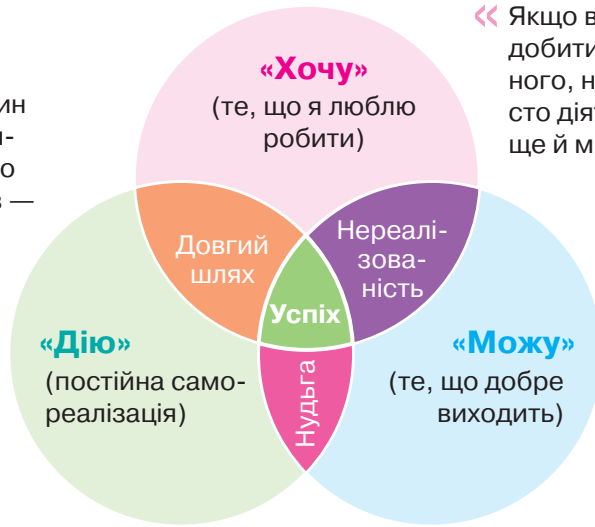 «Хочу»
(те, що я люблю
робити)
« Якщо в
добити
ного, н
сто діят
ще й м
ин
и-
о
в —
Довгий
шлях
Нереалі-
зова-
ність
Успіх
«Дію»
(постійна само-
реалізація)
Нудьга
«Можу»
(те, що добре
виходить)